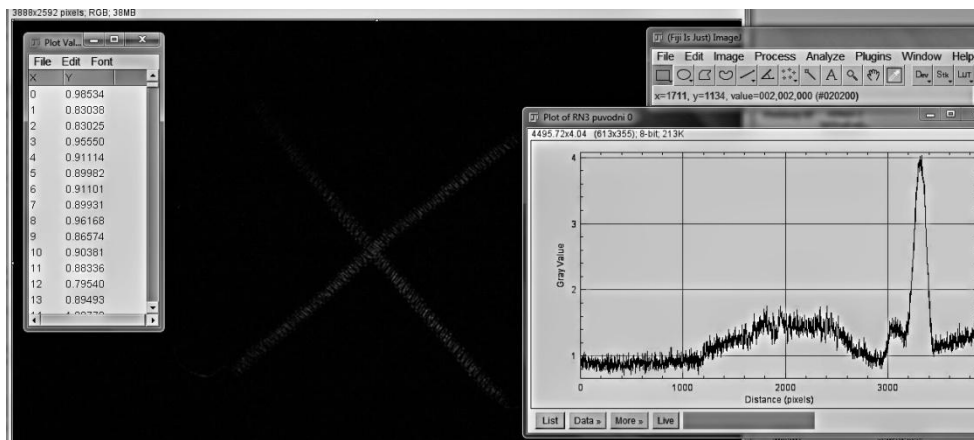 3888x2592 pixels; RGB; 38MB
Plot Val...
File Edit Font
X Y
0 0.98534
1 0.83038
2 0.83025
3 0.95550
4 0.91114
5 0.89982
6 0.91101
7 0.89931
8 0.96168
9 0.86574
10 0.90381
11 0.88336
12 0.79540
13 0.89493
(Fiji Is Just) ImageJ
File Edit Image Process Analyze Plugins Window Help
A Dev Stk LUT
x=1711, y=1134, value=002,002,000 (#020200)
Plot of RN3 puvodni 0
4495.72x4.04 (613x355); 8-bit; 213K
4
3
2
1
Gray Value
0 1000 2000 3000
Distance (pixels)
List Data » More » Live